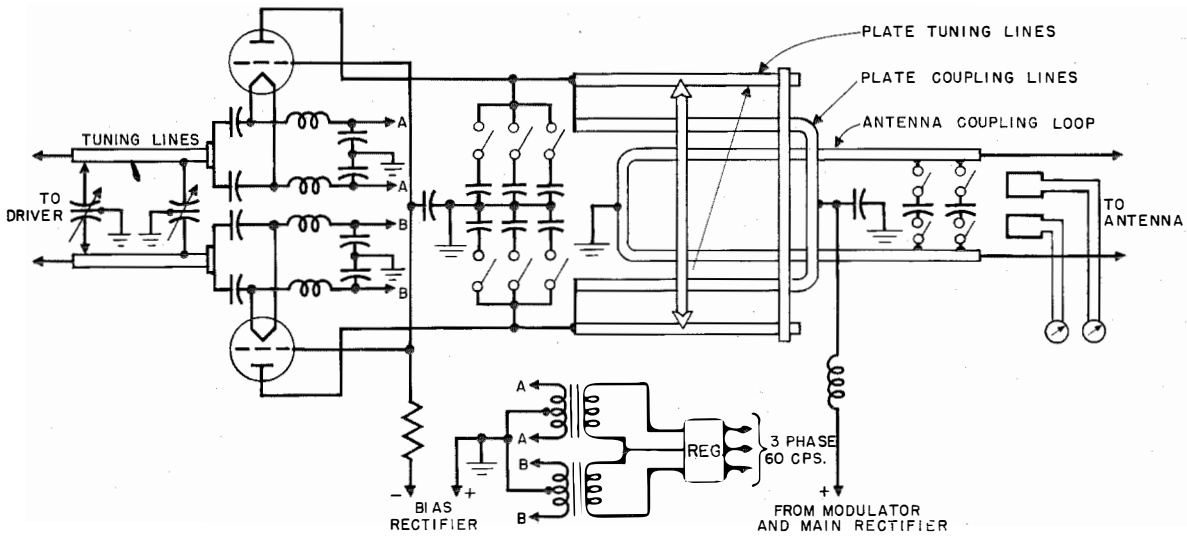 PLATE TUNING LINES
PLATE COUPLING LINES
ANTENNA COUPLING LOOP
TUNING LINES
A
A
TO
DRIVER
TO
ANTENNA
B
B
A
A
B
B
REG
3 PHASE
60 CPS.
- +
BIAS
RECTIFIER
+
FROM MODULATOR
AND MAIN RECTIFIER